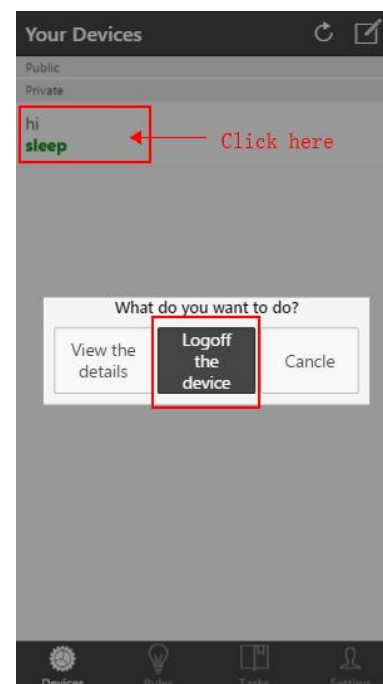 Your Devices
Public
Private
hi
sleep
Click here
What do you want to do?
View the
details
Logoff
the
device
Cancle
Devices
Rules
Tasks
Setting